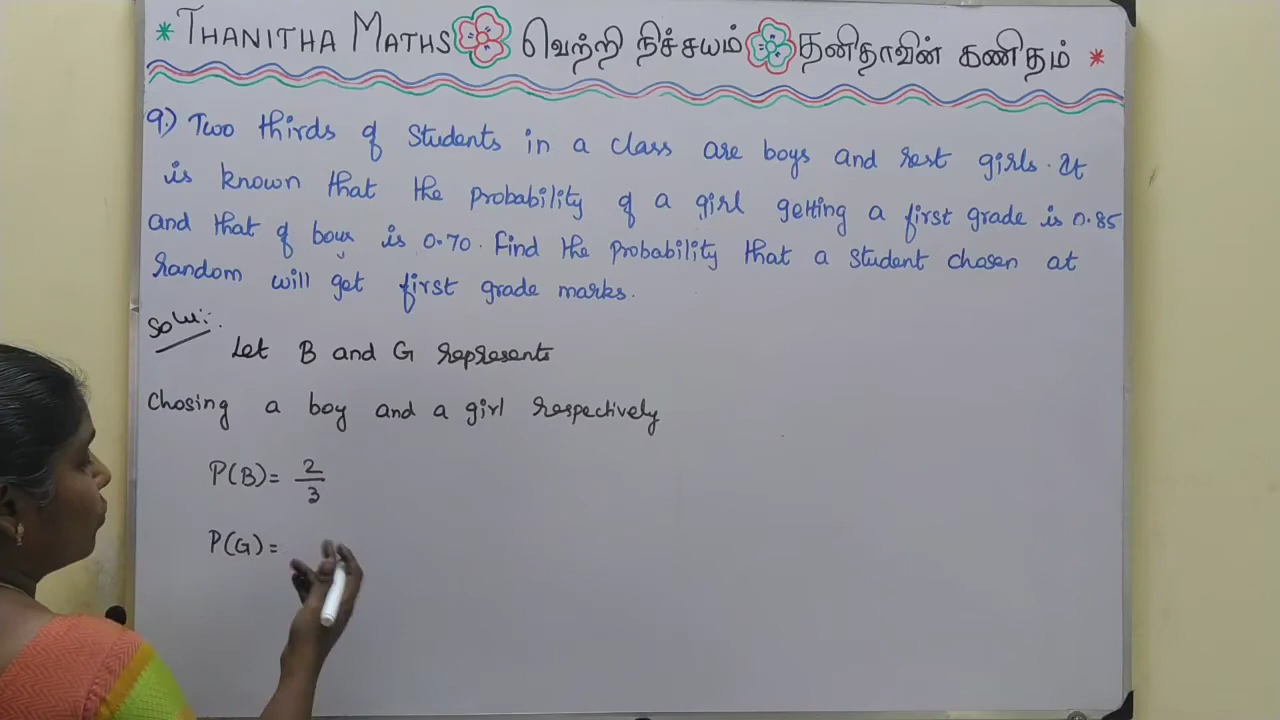 * THANITHA MATHS வெற்றி நிச்சயம் தனிதாவின் கணிதம் *
9.) Two thirds of students in a class are boys and rest girls. It
is known that the probability of a girl getting a first grade is 0.85
and that of boys is 0.70. Find the probability that a student chosen at
random will get first grade marks.
Solu:-
Let B and G represents
Chosing a boy and a girl respectively
P(B) = 2/3
P(G) =